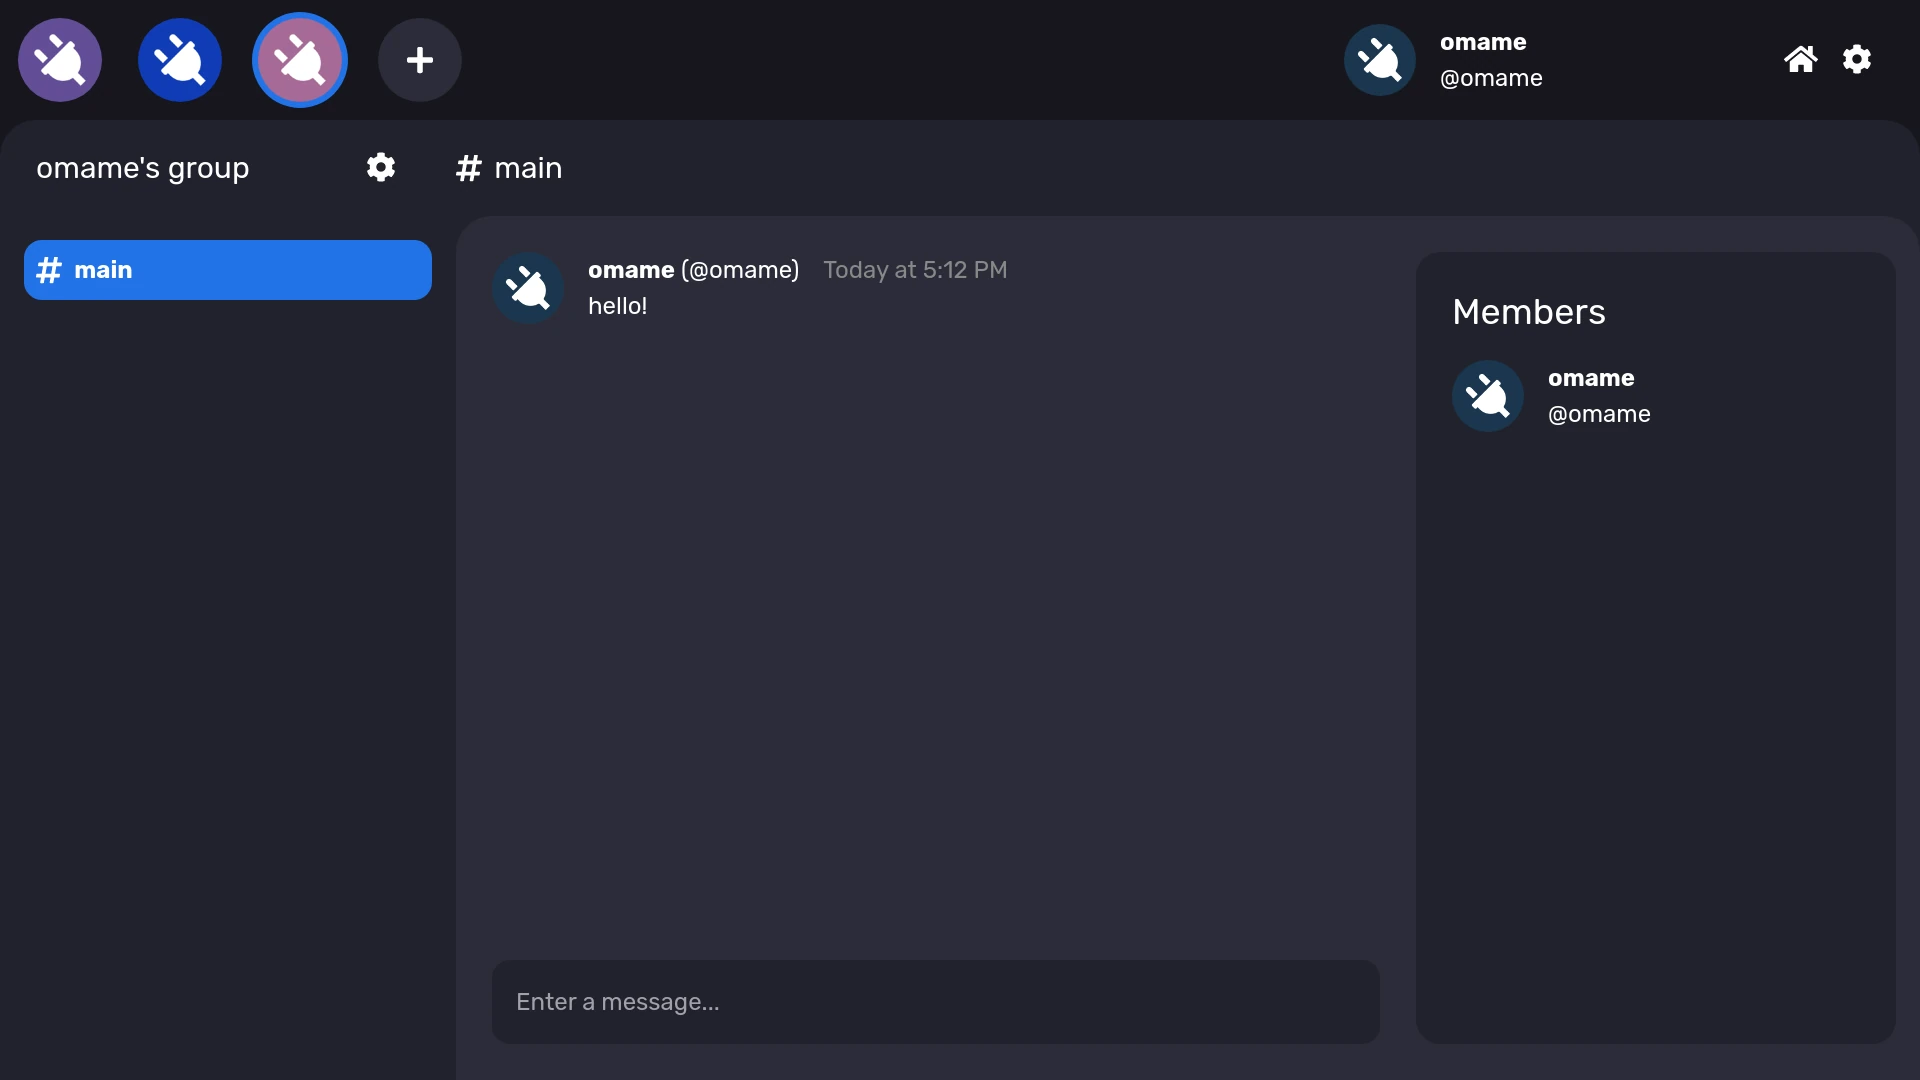 omame
@omame
omame's group
# main
# main
omame (@omame) Today at 5:12 PM
hello!
Members
omame
@omame
Enter a message...